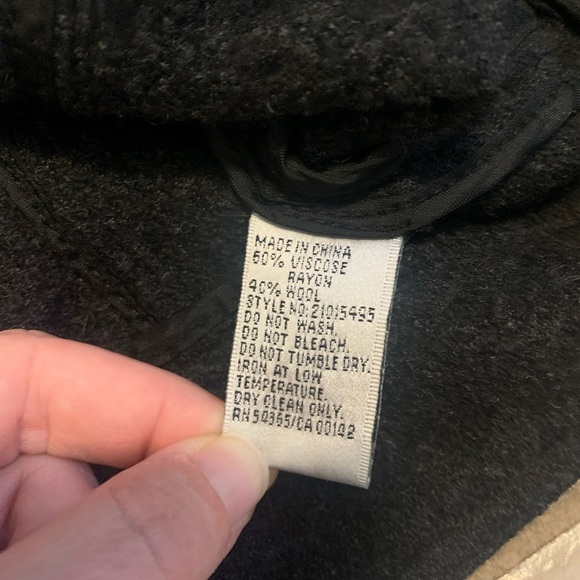 MADE IN CHINA
60% VISCOSE
RAYON
40% WOOL
STYLE NO: 21015495
DO NOT WASH.
DO NOT BLEACH.
DO NOT TUMBLE DRY.
IRON AT LOW
TEMPERATURE.
DRY CLEAN ONLY.
RN 54365/CA 00142